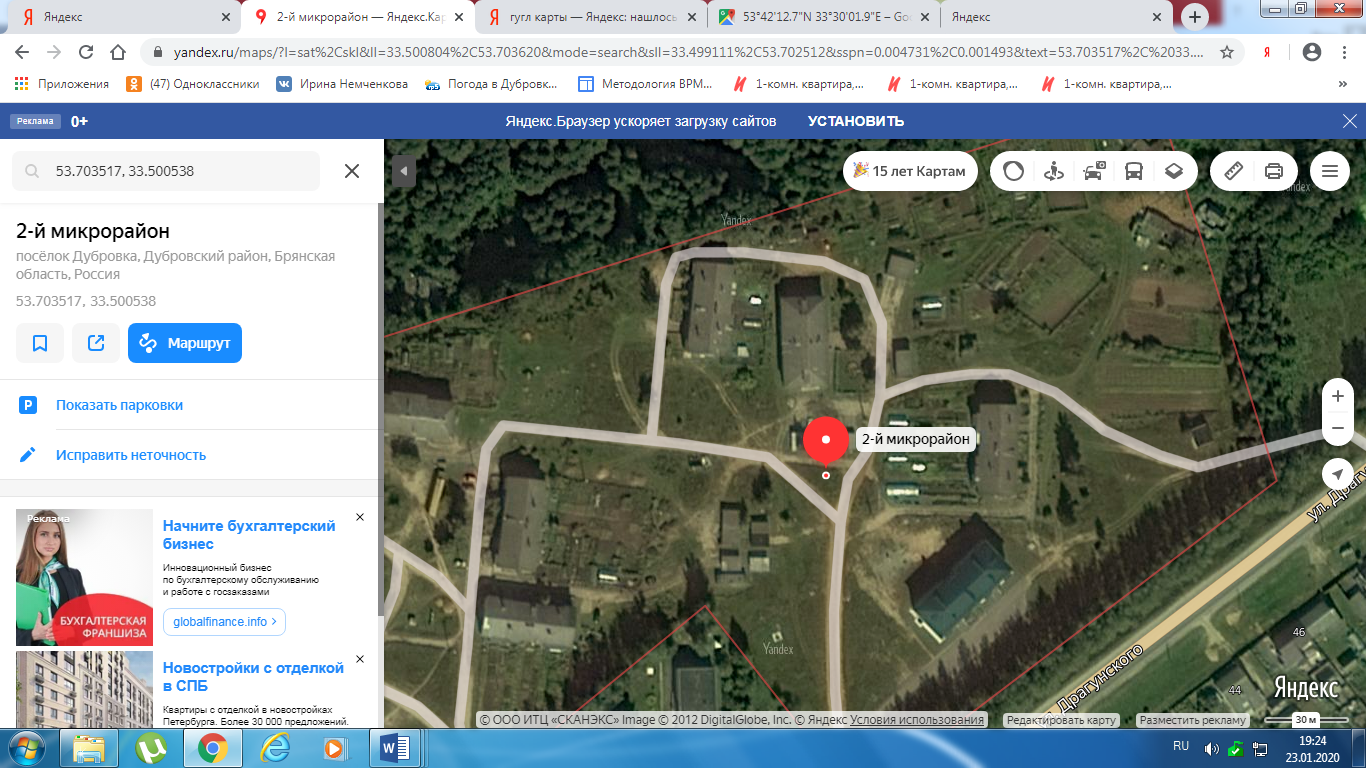 Яндекс
2-й микрорайон — Яндекс.Кар
гугл карты — Яндекс: нашлось
53°42'12.7"N 33°30'01.9"E – Goo
Яндекс
yandex.ru/maps/?l=sat%2Cskl&ll=33.500804%2C53.703620&mode=search&sll=33.499111%2C53.702512&sspn=0.004731%2C0.001493&text=53.703517%2C%2033....
Приложения
(47) Одноклассники
Ирина Немченкова
Погода в Дубровк...
Методология ВРМ...
1-комн. квартира,...
1-комн. квартира,...
1-комн. квартира,...
Реклама
0+
Яндекс.Браузер ускоряет загрузку сайтов
УСТАНОВИТЬ
53.703517, 33.500538
15 лет Картам
2-й микрорайон
посёлок Дубровка, Дубровский район, Брянская
область, Россия
53.703517, 33.500538
Маршрут
Показать парковки
Исправить неточность
Реклама
Начните бухгалтерский
бизнес
Инновационный бизнес
по бухгалтерскому обслуживанию
и работе с госзаказами
globalfinance.info
БУХГАЛТЕРСКАЯ
ФРАНШИЗА
Новостройки с отделкой
в СПБ
Квартиры с отделкой в новостройках
Петербурга. Более 30 000 предложений.
Yandex
Yandex
2-й микрорайон
ул. Драгунс
ул. Драгунского
46
44
Yandex
Яндекс
© ООО ИТЦ «СКАНЭКС» Image © 2012 DigitalGlobe, Inc. © Яндекс Условия использования
Редактировать карту
Разместить рекламу
30 м
RU
19:24
23.01.2020